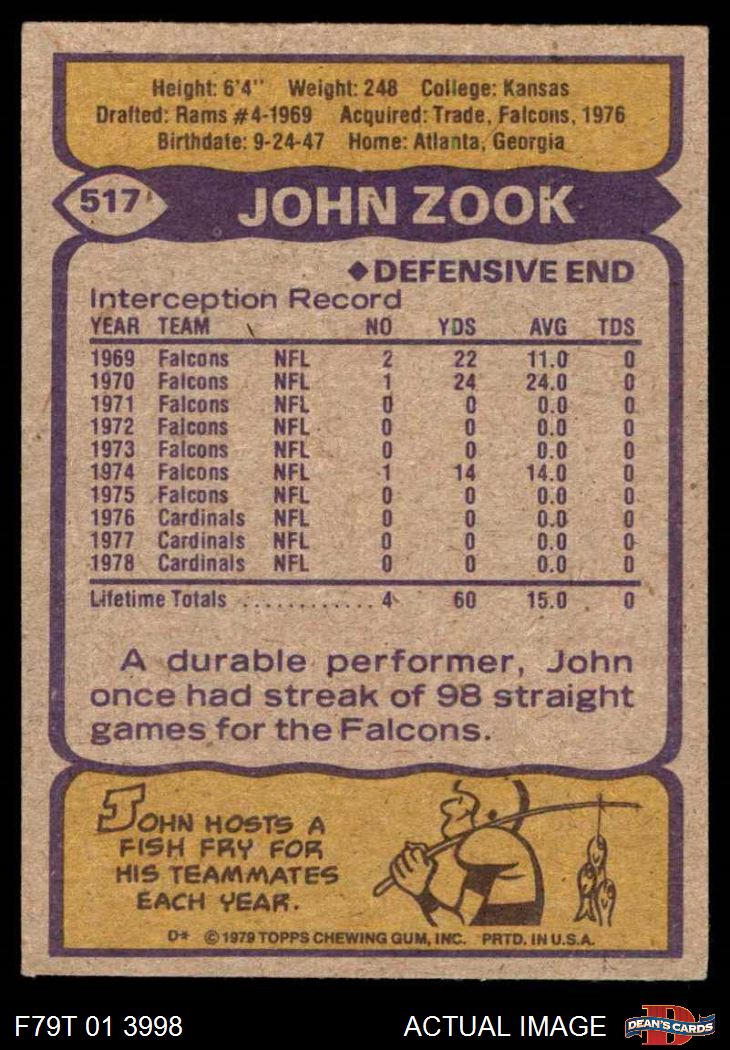 Height: 6'4" Weight: 248 College: Kansas
Drafted: Rams #4-1969 Acquired: Trade, Falcons, 1976
Birthdate: 9-24-47 Home: Atlanta, Georgia
517 JOHN ZOOK
◆DEFENSIVE END
Interception Record
YEAR TEAM NO YDS AVG TDS
1969 Falcons NFL 2 22 11.0 0
1970 Falcons NFL 1 24 24.0 0
1971 Falcons NFL 0 0 0.0 0
1972 Falcons NFL 0 0 0.0 0
1973 Falcons NFL 0 0 0.0 0
1974 Falcons NFL 1 14 14.0 0
1975 Falcons NFL 0 0 0.0 0
1976 Cardinals NFL 0 0 0.0 0
1977 Cardinals NFL 0 0 0.0 0
1978 Cardinals NFL 0 0 0.0 0
Lifetime Totals ............ 4 60 15.0 0
A durable performer, John
once had streak of 98 straight
games for the Falcons.
JOHN HOSTS A
FISH FRY FOR
HIS TEAMMATES
EACH YEAR.
D* © 1979 TOPPS CHEWING GUM, INC. PRTD. IN U.S.A.
F79T 01 3998 ACTUAL IMAGE D DEAN'S CARDS